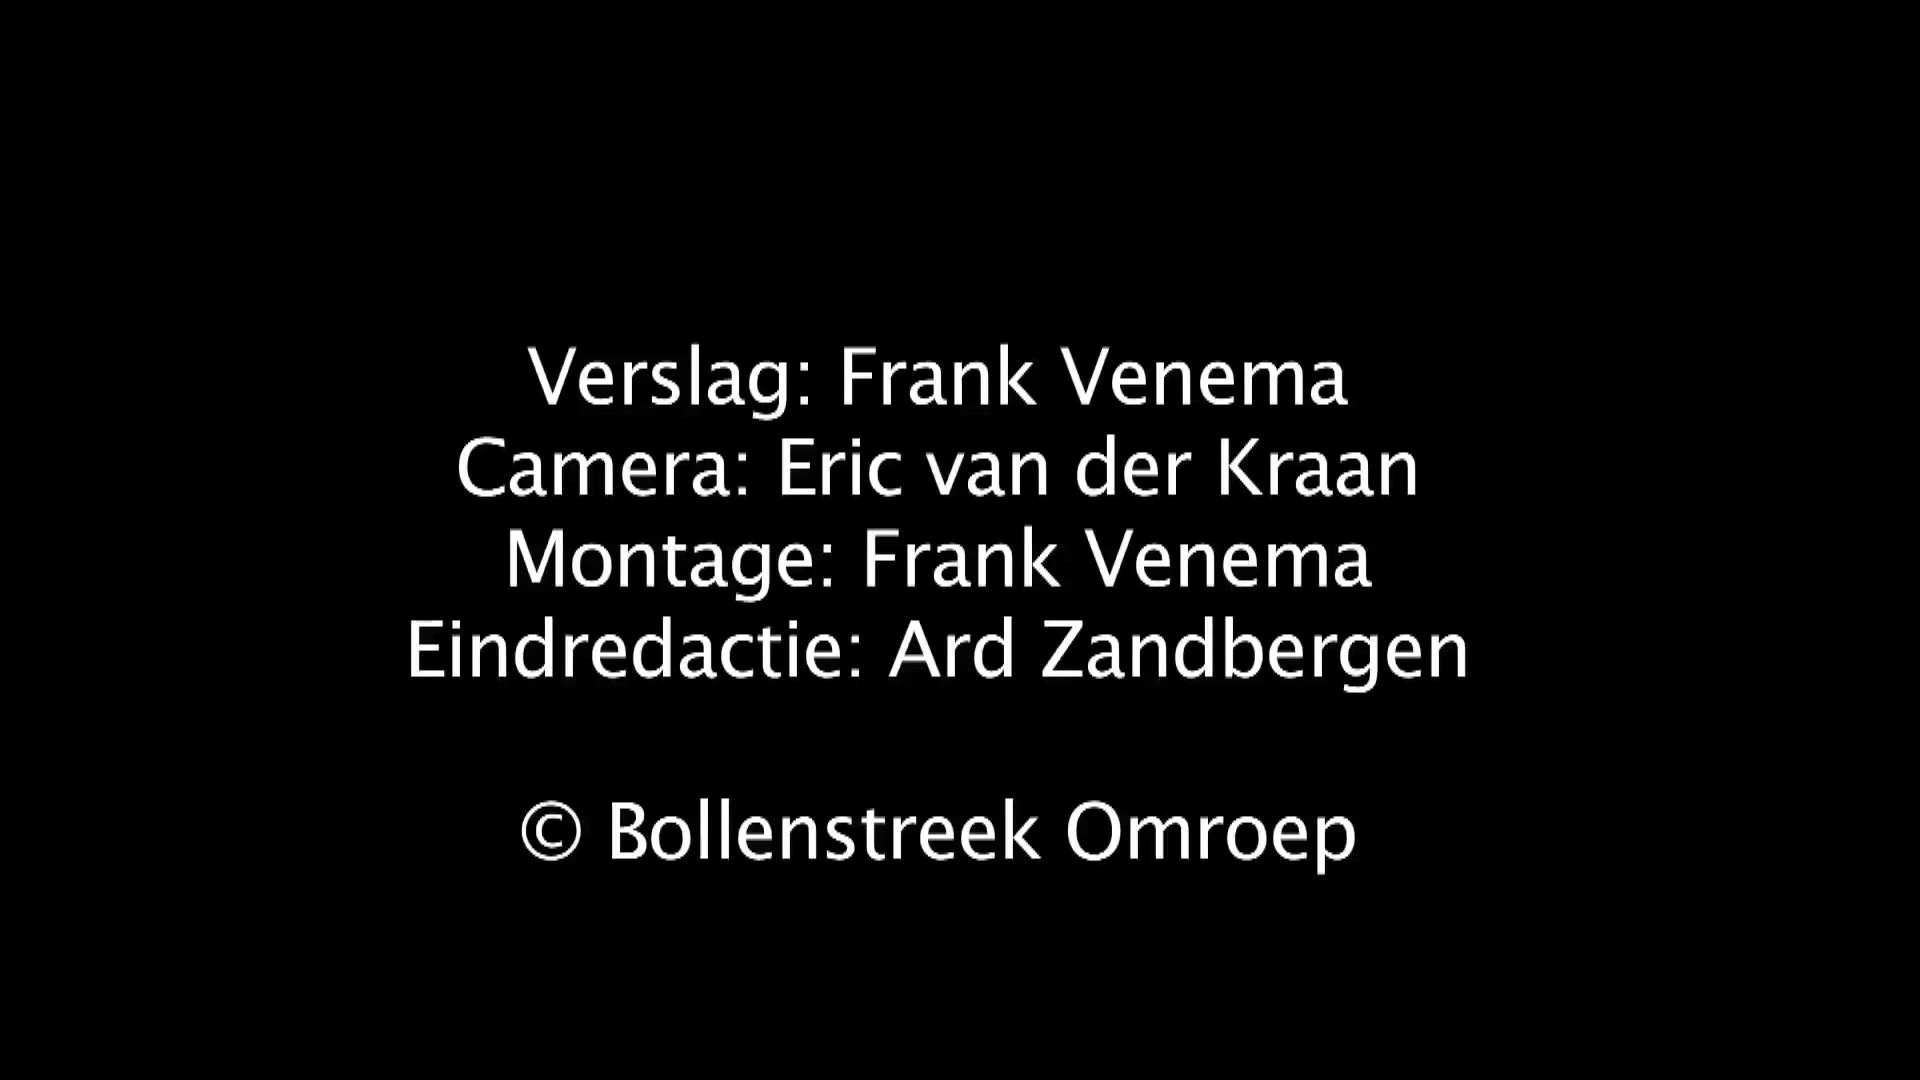 Verslag: Frank Venema
Camera: Eric van der Kraan
Montage: Frank Venema
Eindredactie: Ard Zandbergen
© Bollenstreek Omroep